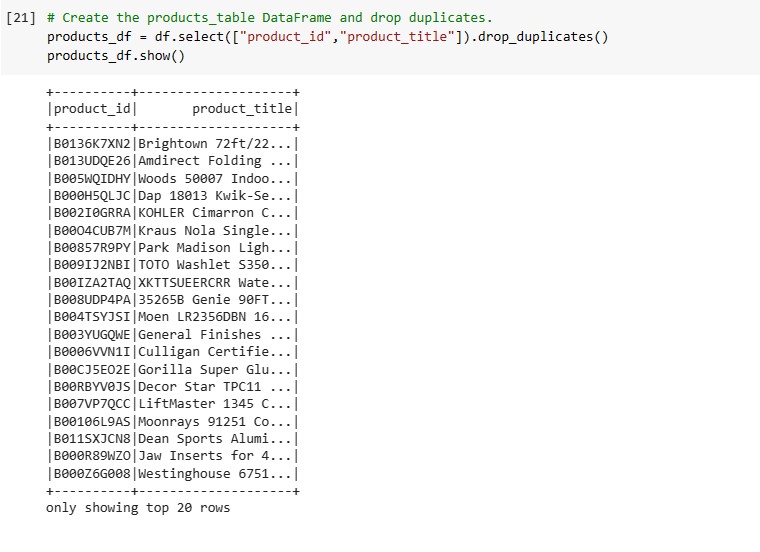 [21] # Create the products_table DataFrame and drop duplicates.
products_df = df.select(["product_id","product_title"]).drop_duplicates()
products_df.show()
+----------+--------------------+
|product_id|       product_title|
+----------+--------------------+
|B0136K7XN2|Brightown 72ft/22...|
|B013UDQE26|Amdirect Folding ...|
|B005WQIDHY|Woods 50007 Indoo...|
|B000H5QLJC|Dap 18013 Kwik-Se...|
|B002I0GRRA|KOHLER Cimarron C...|
|B0004CUB7M|Kraus Nola Single...|
|B00857R9PY|Park Madison Ligh...|
|B009IJ2NBI|TOTO Washlet S350...|
|B00IZA2TAQ|XKTTSUEERCRR Wate...|
|B008UDP4PA|35265B Genie 90FT...|
|B004TSYJSI|Moen LR2356DBN 16...|
|B003YUGQWE|General Finishes ...|
|B0006VVN1I|Culligan Certifie...|
|B00CJ5EO2E|Gorilla Super Glu...|
|B00RBYV0JS|Decor Star TPC11 ...|
|B007VP7QCC|LiftMaster 1345 C...|
|B00106L9AS|Moonrays 91251 Co...|
|B011SXJCN8|Dean Sports Alumi...|
|B000R89WZO|Jaw Inserts for 4...|
|B000Z6G008|Westinghouse 6751...|
+----------+--------------------+
only showing top 20 rows